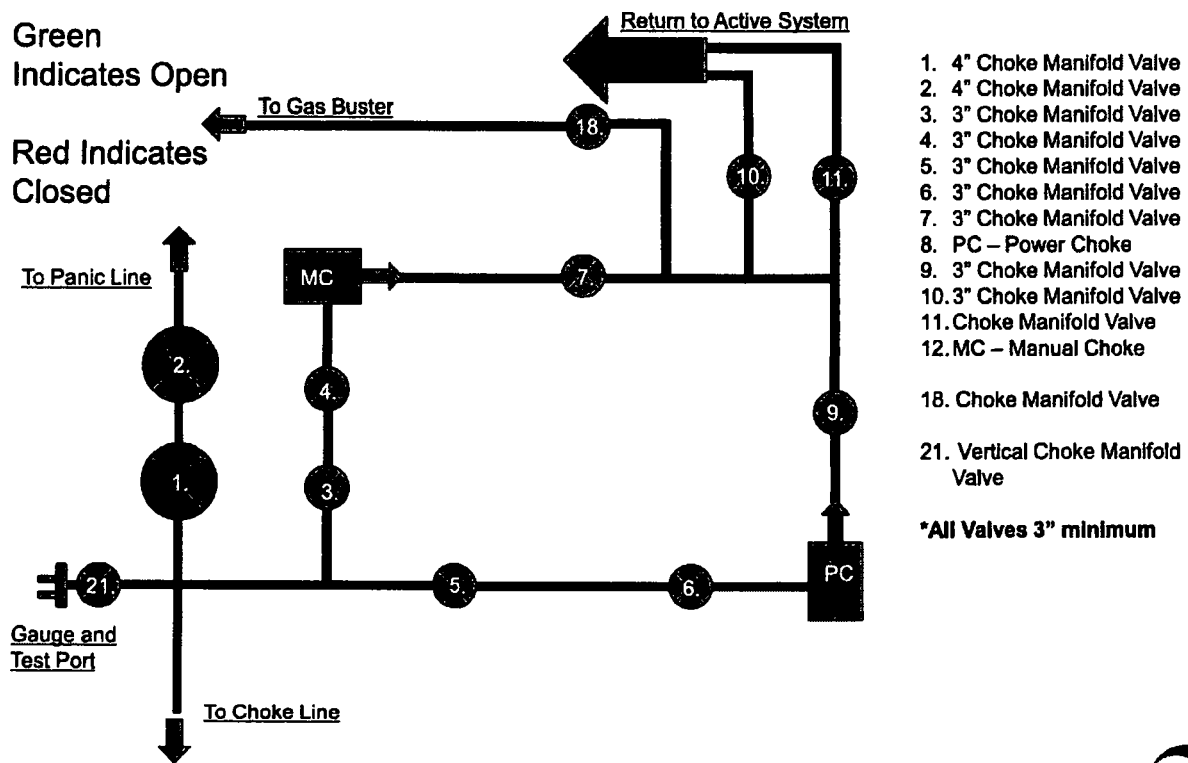 Green
Indicates Open
Red Indicates
Closed
Return to Active System
To Gas Buster
18.
10.
11.
To Panic Line
MC
7.
2.
4.
9.
1.
3.
21.
5.
6.
PC
Gauge and
Test Port
To Choke Line
1. 4" Choke Manifold Valve
2. 4" Choke Manifold Valve
3. 3" Choke Manifold Valve
4. 3" Choke Manifold Valve
5. 3" Choke Manifold Valve
6. 3" Choke Manifold Valve
7. 3" Choke Manifold Valve
8. PC – Power Choke
9. 3" Choke Manifold Valve
10. 3" Choke Manifold Valve
11. Choke Manifold Valve
12. MC – Manual Choke
18. Choke Manifold Valve
21. Vertical Choke Manifold
Valve
*All Valves 3" minimum